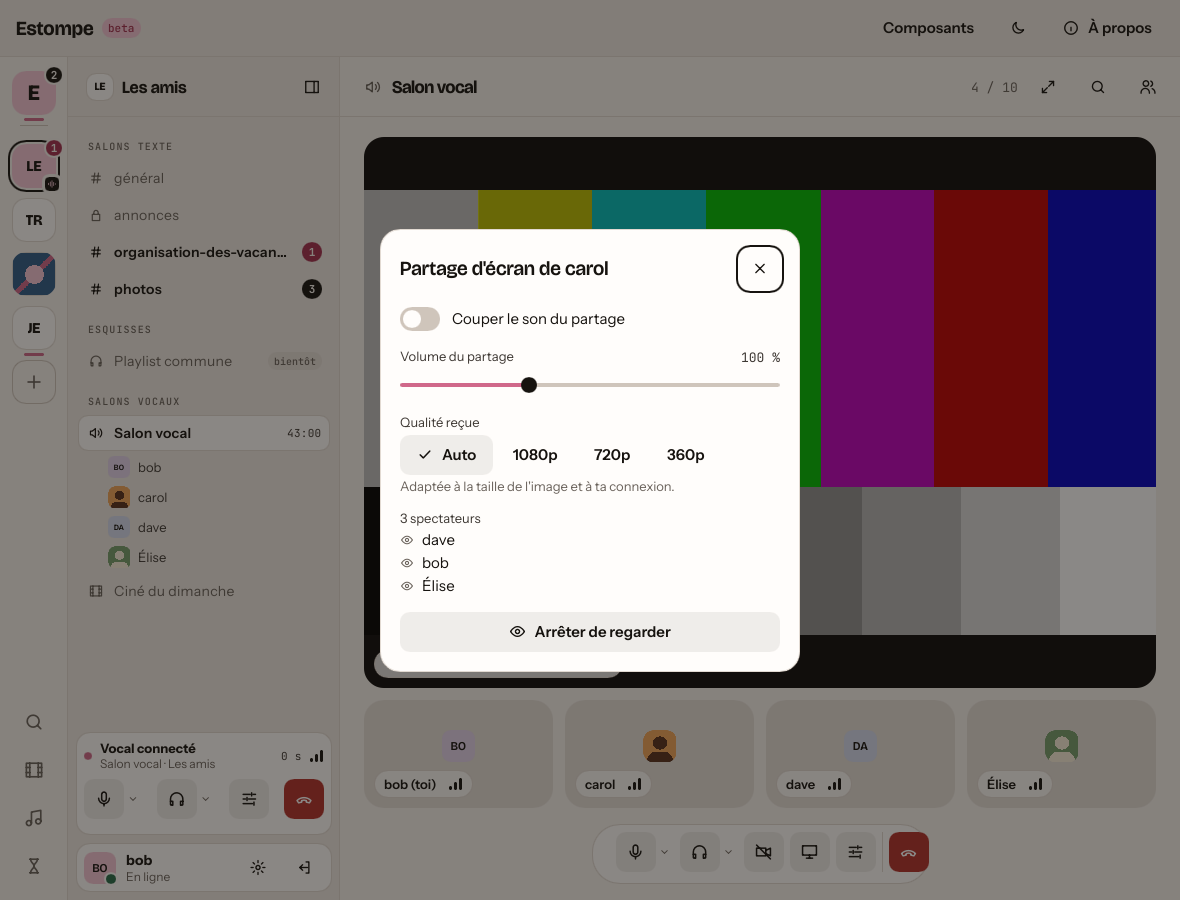 Estompe beta
Composants
À propos
E 2
LE 1
TR
JE
LE Les amis
SALONS TEXTE
# général
annonces
# organisation-des-vacan... 1
# photos 3
ESQUISSES
Playlist commune bientôt
SALONS VOCAUX
Salon vocal 43:00
BO bob
carol
DA dave
Élise
Ciné du dimanche
Vocal connecté
Salon vocal · Les amis
0 s
BO bob
En ligne
Salon vocal
4 / 10
Partage d'écran de carol
Couper le son du partage
Volume du partage 100 %
Qualité reçue
Auto 1080p 720p 360p
Adaptée à la taille de l'image et à ta connexion.
3 spectateurs
dave
bob
Élise
Arrêter de regarder
BO
bob (toi)
carol
DA
dave
Élise